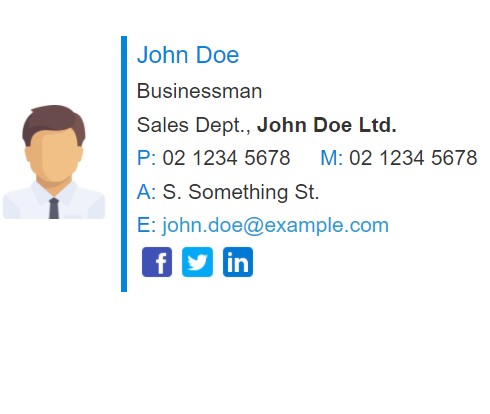 John Doe
Businessman
Sales Dept., John Doe Ltd.
P: 02 1234 5678 M: 02 1234 5678
A: S. Something St.
E: john.doe@example.com
f in